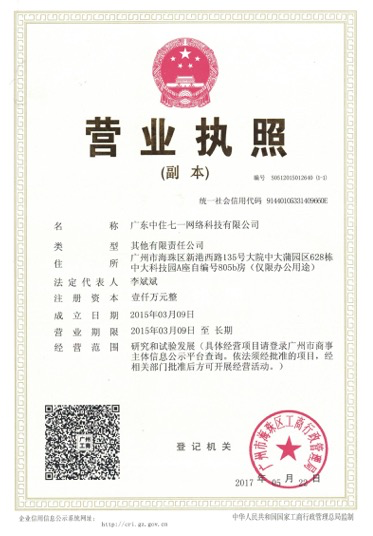 营业执照
(副 本)
编号 S0512015012640 (1-1)
统一社会信用代码 91440106331409660E
名 称 广东中住七一网络科技有限公司
类 型 其他有限责任公司
住 所 广州市海珠区新港西路135号大院中大蒲园区628栋
中大科技园A座自编号805b房（仅限办公用途）
法定代表人 李斌斌
注册资本 壹仟万元整
成立日期 2015年03月09日
营业期限 2015年03月09日 至 长期
经营范围 研究和试验发展（具体经营项目请登录广州市商事
主体信息公示平台查询。依法须经批准的项目，经
相关部门批准后方可开展经营活动。）
广州
工商
登记机关
广州市海珠区工商行政管理局
2017 年 05 月 22 日
企业信用信息公示系统网址：
http://cri.gz.gov.cn
中华人民共和国国家工商行政管理总局监制